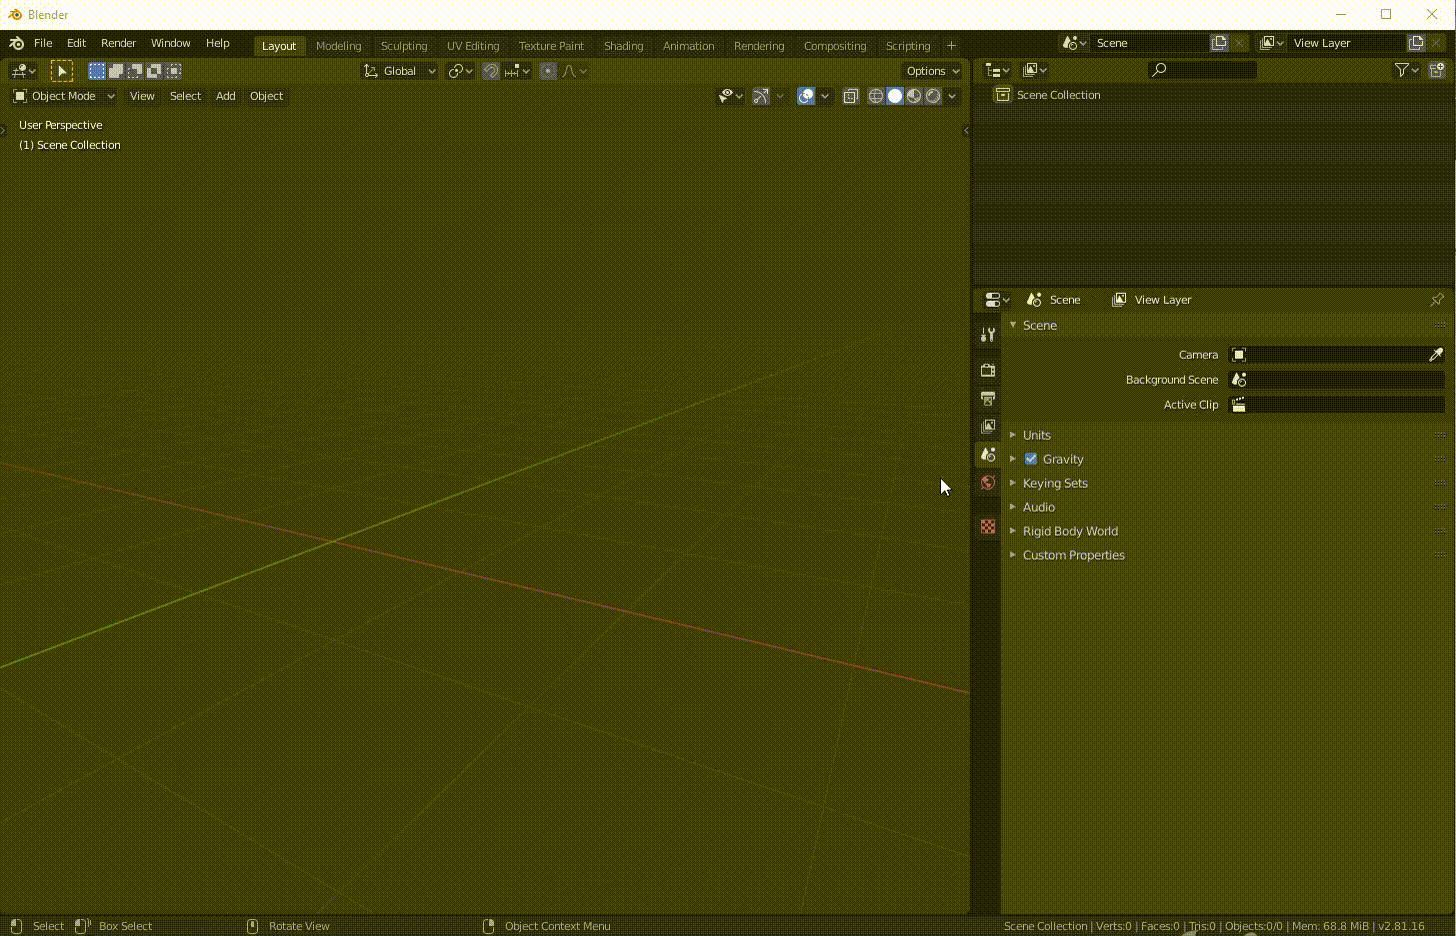 Blender
File Edit Render Window Help Layout Modeling Sculpting UV Editing Texture Paint Shading Animation Rendering Compositing Scripting + Scene View Layer
Global Options
Object Mode View Select Add Object
User Perspective
(1) Scene Collection
Scene Collection
Scene View Layer
Scene
Camera
Background Scene
Active Clip
Units
Gravity
Keying Sets
Audio
Rigid Body World
Custom Properties
Select Box Select Rotate View Object Context Menu Scene Collection | Verts:0 | Faces:0 | Tris:0 | Objects:0/0 | Mem: 68.8 MiB | v2.81.16